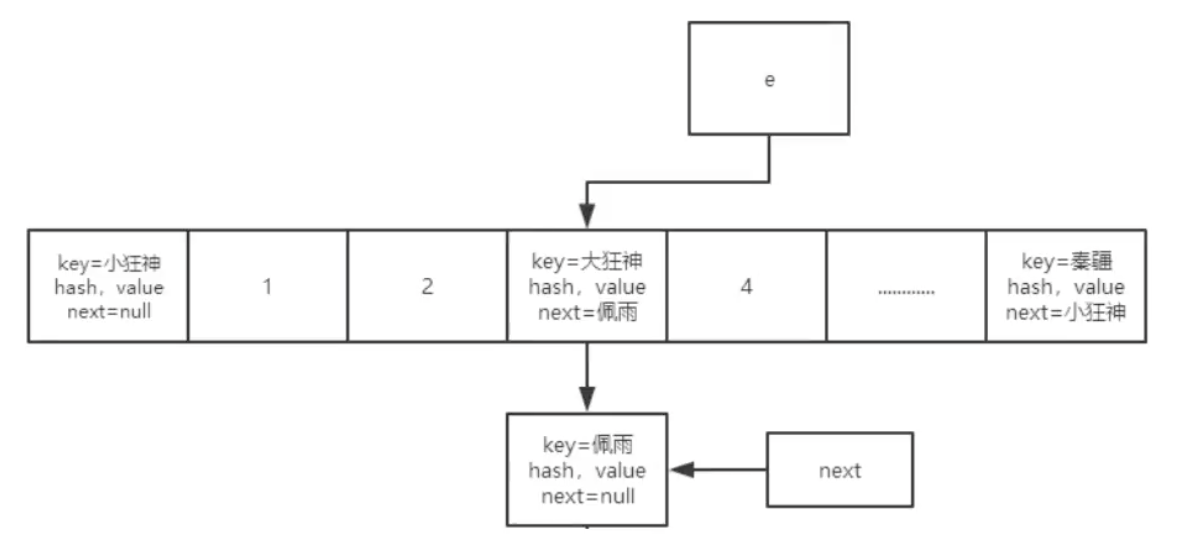 e
key=小狂神
hash, value
next=null
1
2
key=大狂神
hash, value
next=佩雨
4
............
key=秦疆
hash, value
next=小狂神
key=佩雨
hash, value
next=null
next